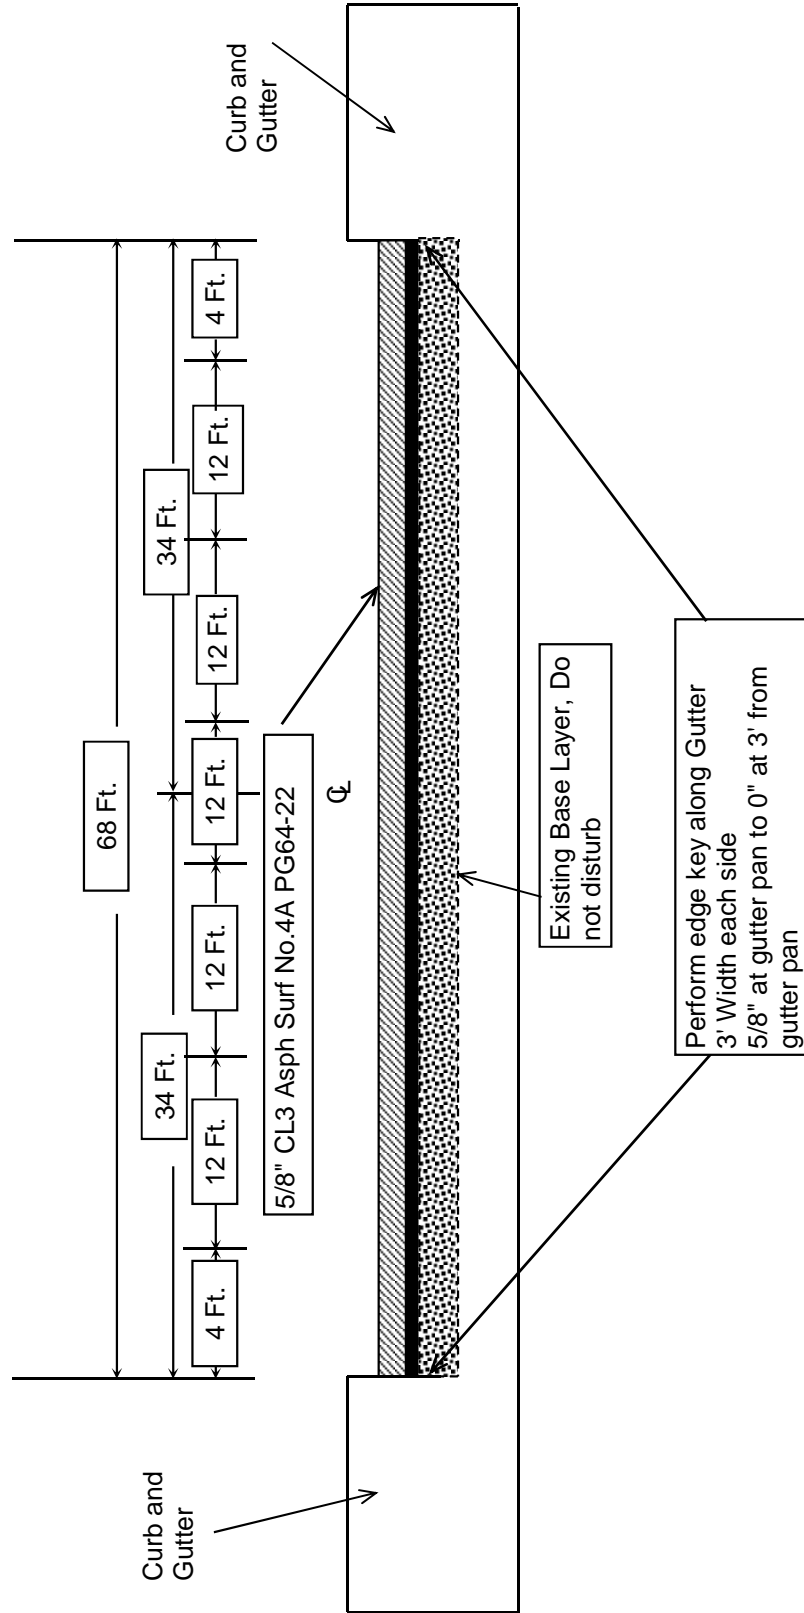 68 Ft.
34 Ft.
34 Ft.
4 Ft.
12 Ft.
12 Ft.
12 Ft.
12 Ft.
12 Ft.
4 Ft.
5/8" CL3 Asph Surf No.4A PG64-22
Curb and
Gutter
CL
Curb and
Gutter
Existing Base Layer, Do
not disturb
Perform edge key along Gutter
3' Width each side
5/8" at gutter pan to 0" at 3' from
gutter pan